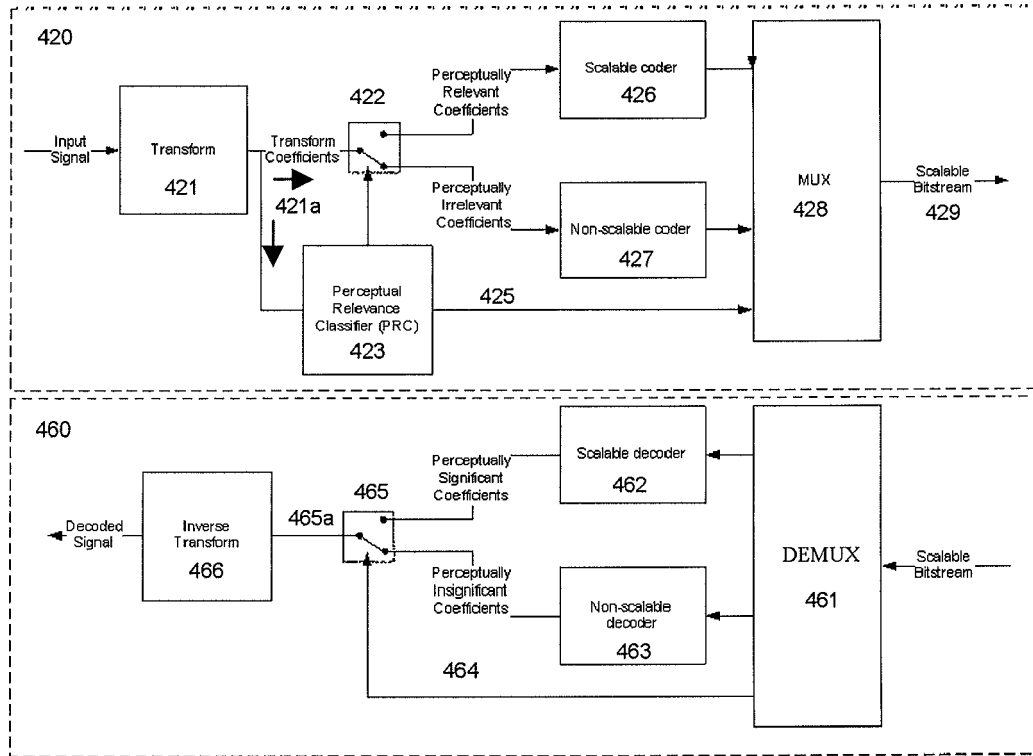 420
Input
Signal
Transform
421
Transform
Coefficients
421a
422
Perceptually
Relevant
Coefficients
Perceptually
Irrelevant
Coefficients
Scalable coder
426
Non-scalable coder
427
Perceptual
Relevance
Classifier (PRC)
423
425
MUX
428
Scalable
Bitstream
429
460
Decoded
Signal
Inverse
Transform
466
465a
465
Perceptually
Significant
Coefficients
Perceptually
Insignificant
Coefficients
Scalable decoder
462
Non-scalable
decoder
463
464
DEMUX
461
Scalable
Bitstream